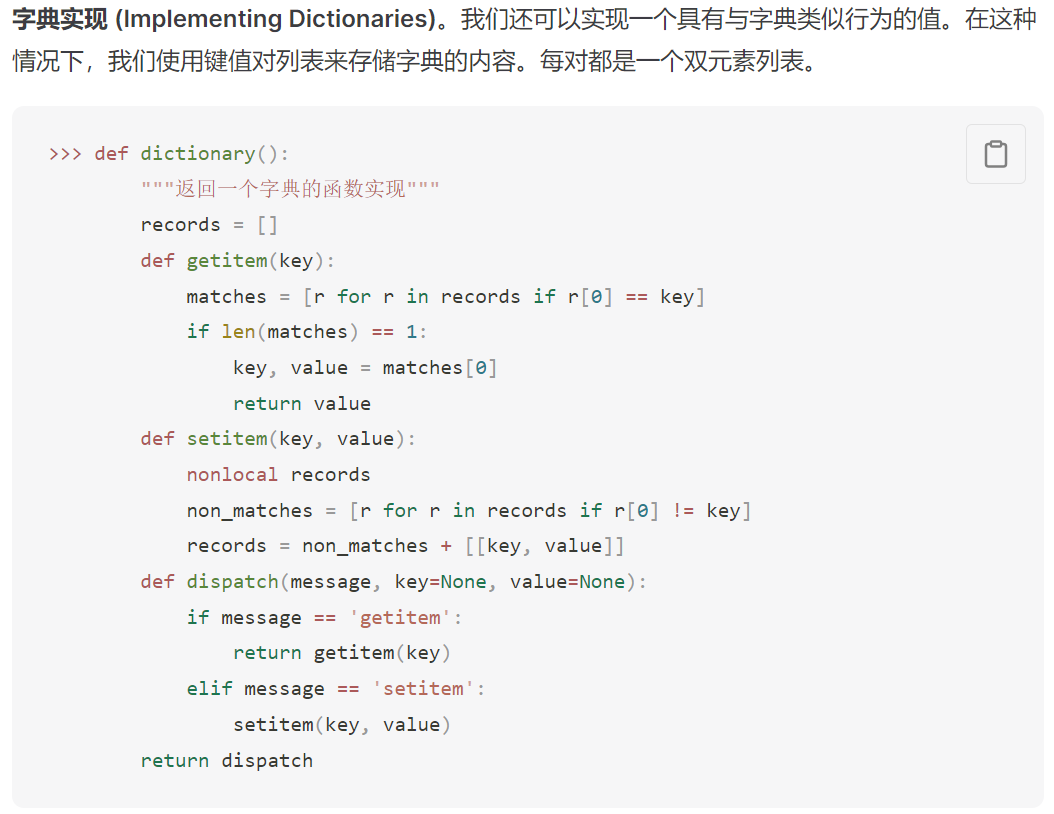 字典实现 (Implementing Dictionaries)。我们还可以实现一个具有与字典类似行为的值。在这种
情况下，我们使用键值对列表来存储字典的内容。每对都是一个双元素列表。
>>> def dictionary():
        """返回一个字典的函数实现"""
        records = []
        def getitem(key):
            matches = [r for r in records if r[0] == key]
            if len(matches) == 1:
                key, value = matches[0]
                return value
        def setitem(key, value):
            nonlocal records
            non_matches = [r for r in records if r[0] != key]
            records = non_matches + [[key, value]]
        def dispatch(message, key=None, value=None):
            if message == 'getitem':
                return getitem(key)
            elif message == 'setitem':
                setitem(key, value)
        return dispatch